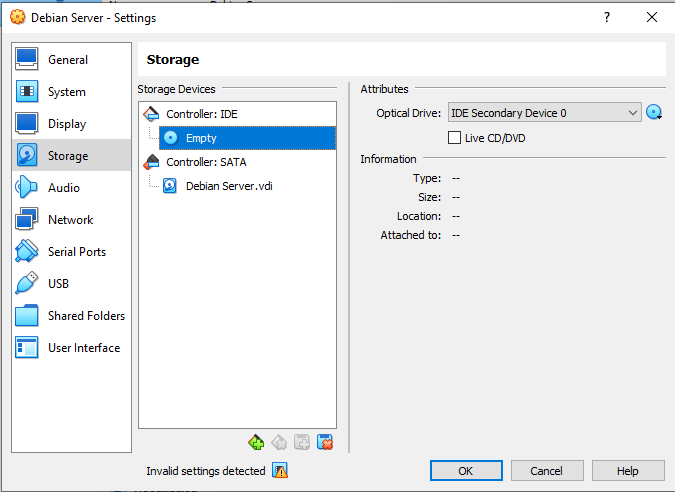 Debian Server - Settings
General
System
Display
Storage
Audio
Network
Serial Ports
USB
Shared Folders
User Interface
Storage
Storage Devices
Controller: IDE
Empty
Controller: SATA
Debian Server.vdi
Attributes
Optical Drive: IDE Secondary Device 0
Live CD/DVD
Information
Type: --
Size: --
Location: --
Attached to: --
Invalid settings detected
OK Cancel Help